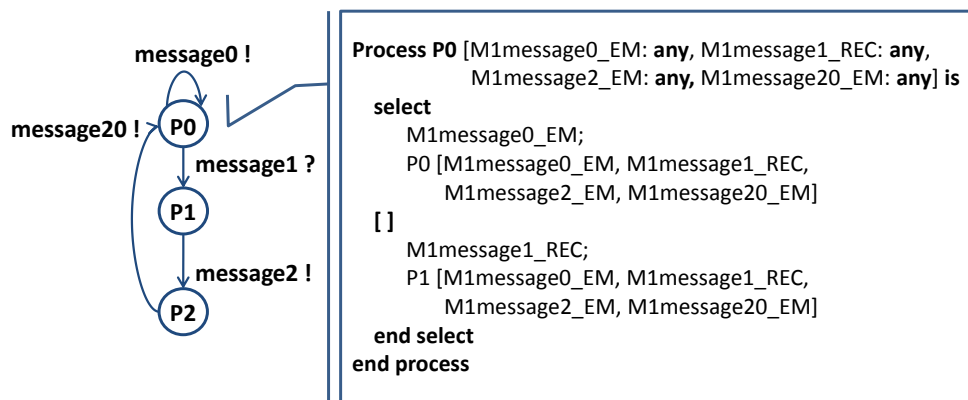 message0 !
P0
message20 !
message1 ?
P1
message2 !
P2
Process P0 [M1message0_EM: any, M1message1_REC: any,
M1message2_EM: any, M1message20_EM: any] is
select
M1message0_EM;
P0 [M1message0_EM, M1message1_REC,
M1message2_EM, M1message20_EM]
[ ]
M1message1_REC;
P1 [M1message0_EM, M1message1_REC,
M1message2_EM, M1message20_EM]
end select
end process